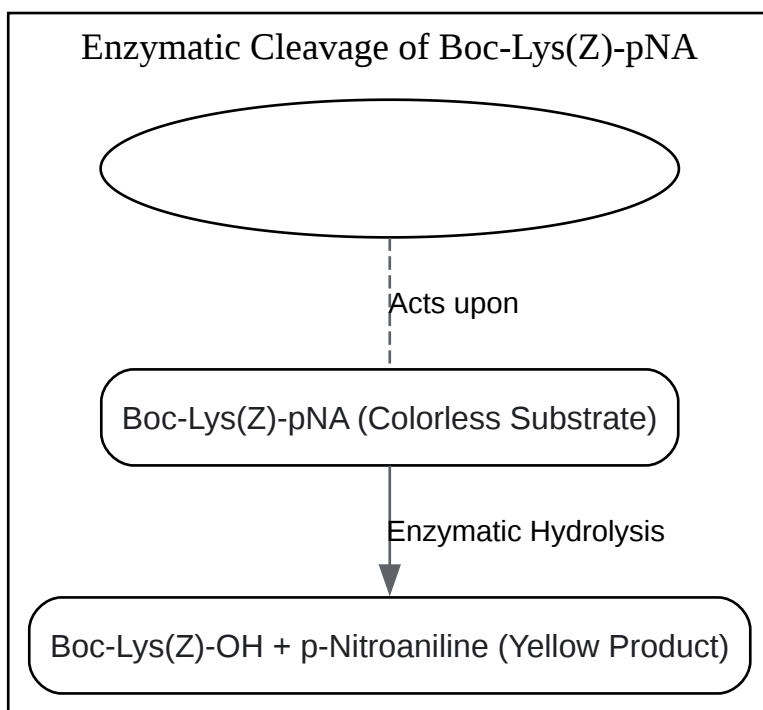 Enzymatic Cleavage of Boc-Lys(Z)-pNA
Acts upon
Boc-Lys(Z)-pNA (Colorless Substrate)
Enzymatic Hydrolysis
Boc-Lys(Z)-OH + p-Nitroaniline (Yellow Product)